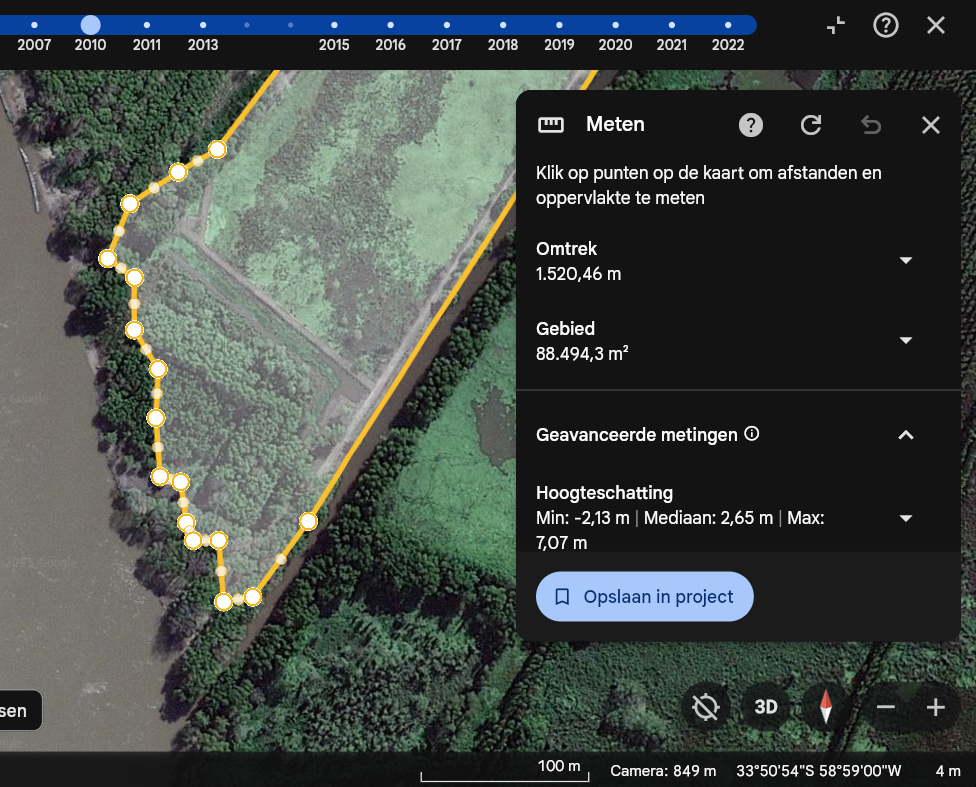 2007 2010 2011 2013 2015 2016 2017 2018 2019 2020 2021 2022
Meten
Klik op punten op de kaart om afstanden en
oppervlakte te meten
Omtrek
1.520,46 m
Gebied
88.494,3 m²
Geavanceerde metingen
Hoogteschatting
Min: -2,13 m | Mediaan: 2,65 m | Max:
7,07 m
Opslaan in project
sen
3D
100 m
Camera: 849 m 33°50'54"S 58°59'00"W 4 m